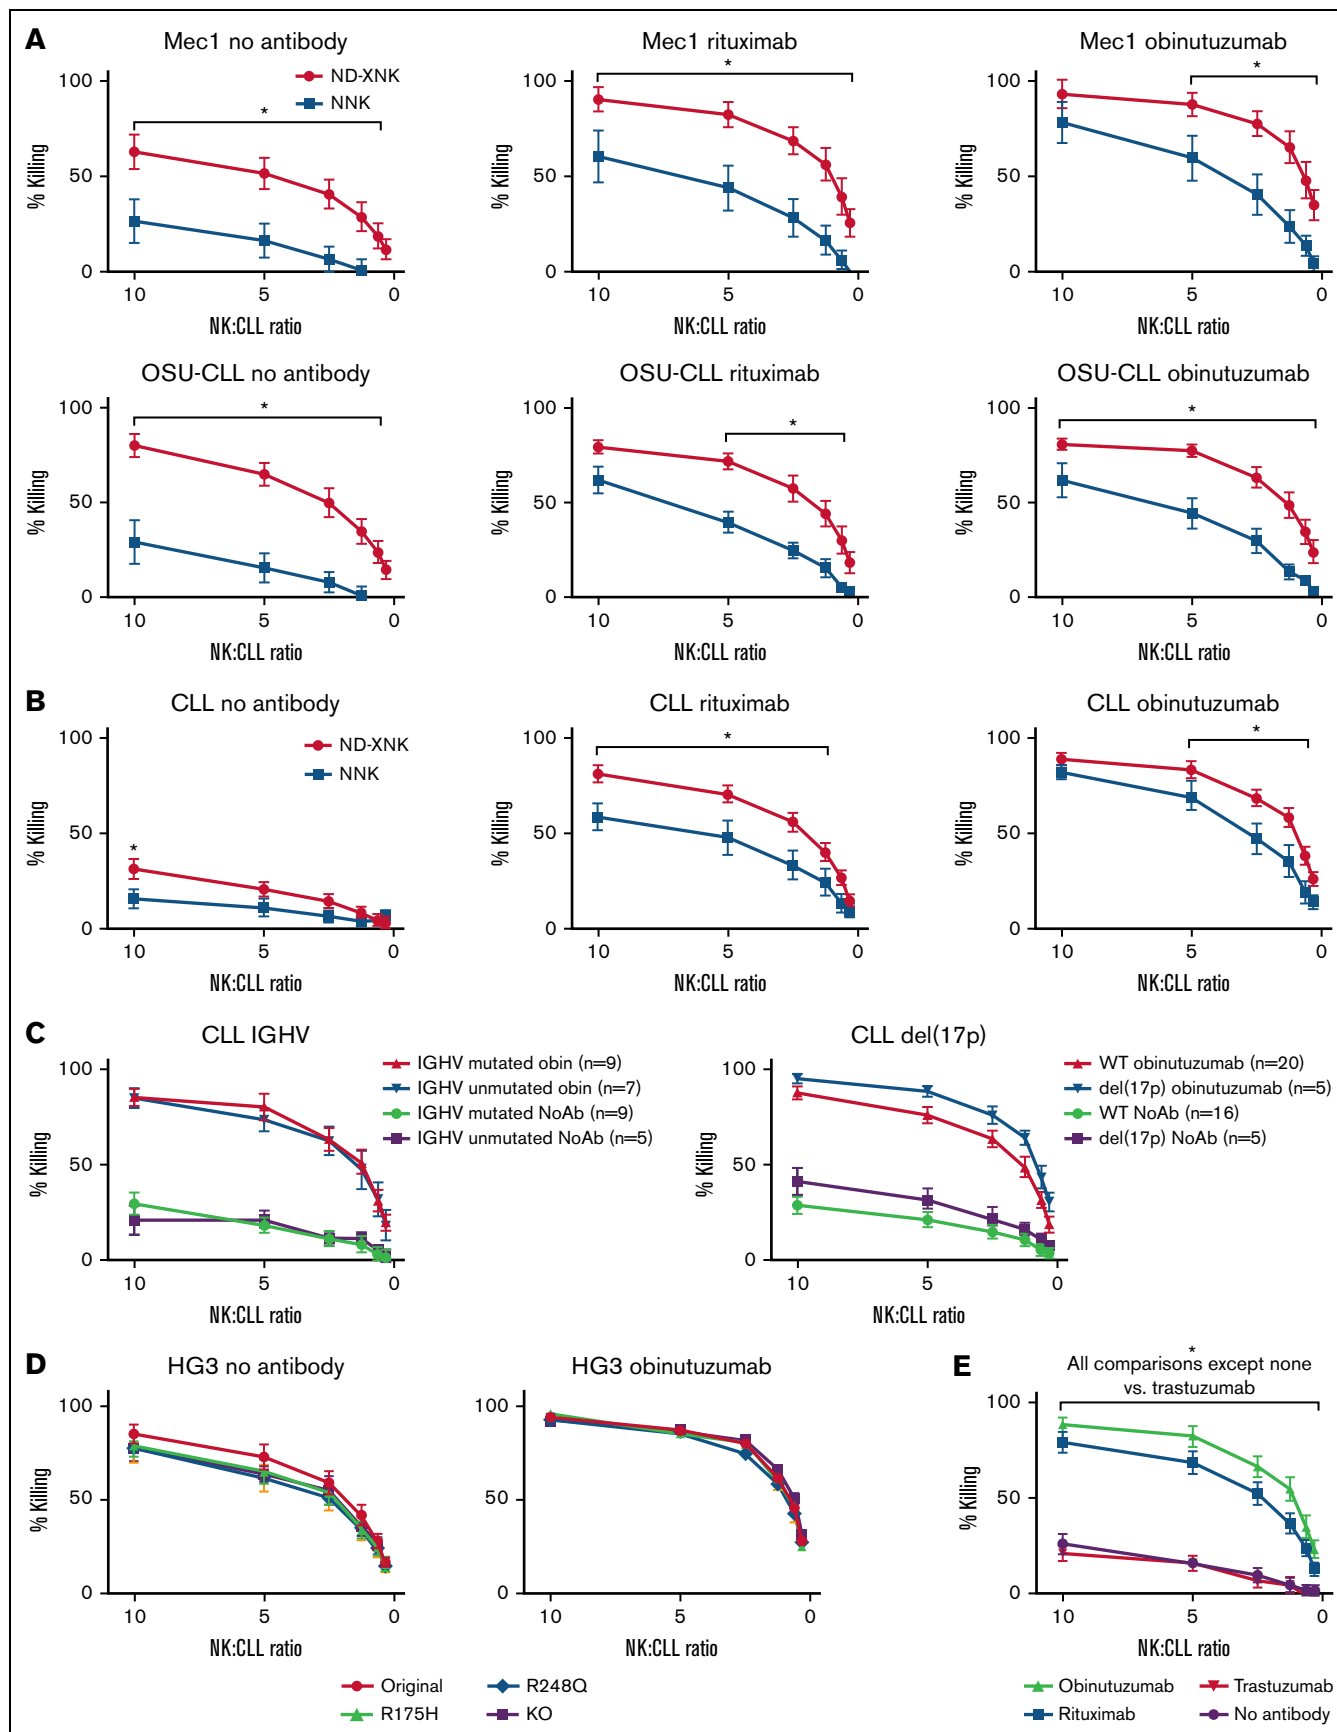 A
Mec1 no antibody
Mec1 rituximab
Mec1 obinutuzumab
ND-XNK
NNK
*
*
*
% Killing
100
50
0
10
5
0
NK:CLL ratio
% Killing
100
50
0
10
5
0
NK:CLL ratio
% Killing
100
50
0
10
5
0
NK:CLL ratio
OSU-CLL no antibody
OSU-CLL rituximab
OSU-CLL obinutuzumab
*
*
*
% Killing
100
50
0
10
5
0
NK:CLL ratio
% Killing
100
50
0
10
5
0
NK:CLL ratio
% Killing
100
50
0
10
5
0
NK:CLL ratio
B
CLL no antibody
CLL rituximab
CLL obinutuzumab
ND-XNK
NNK
*
*
*
% Killing
100
50
0
10
5
0
NK:CLL ratio
% Killing
100
50
0
10
5
0
NK:CLL ratio
% Killing
100
50
0
10
5
0
NK:CLL ratio
C
CLL IGHV
IGHV mutated obin (n=9)
IGHV unmutated obin (n=7)
IGHV mutated NoAb (n=9)
IGHV unmutated NoAb (n=5)
% Killing
100
50
0
10
5
0
NK:CLL ratio
CLL del(17p)
WT obinutuzumab (n=20)
del(17p) obinutuzumab (n=5)
WT NoAb (n=16)
del(17p) NoAb (n=5)
% Killing
100
50
0
10
5
0
NK:CLL ratio
D
HG3 no antibody
% Killing
100
50
0
10
5
0
NK:CLL ratio
HG3 obinutuzumab
% Killing
100
50
0
10
5
0
NK:CLL ratio
Original
R248Q
R175H
KO
E
*
All comparisons except none
vs. trastuzumab
% Killing
100
50
0
10
5
0
NK:CLL ratio
Obinutuzumab
Trastuzumab
Rituximab
No antibody